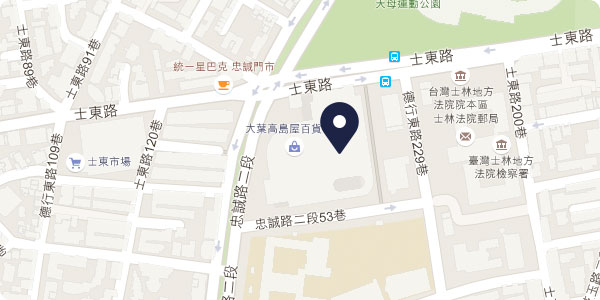 大母運動公園
士東路
士東路
士東路89巷
士東路91巷
統一星巴克 忠誠門市
士東路
台灣士林地方
法院院本區
士林法院郵局
士東路200巷
士東路
士東路120巷
大葉高島屋百貨
德行東路229巷
德行東路109巷
士東市場
忠誠路二段
臺灣士林地方
法院檢察署
忠誠路二段53巷
路二段